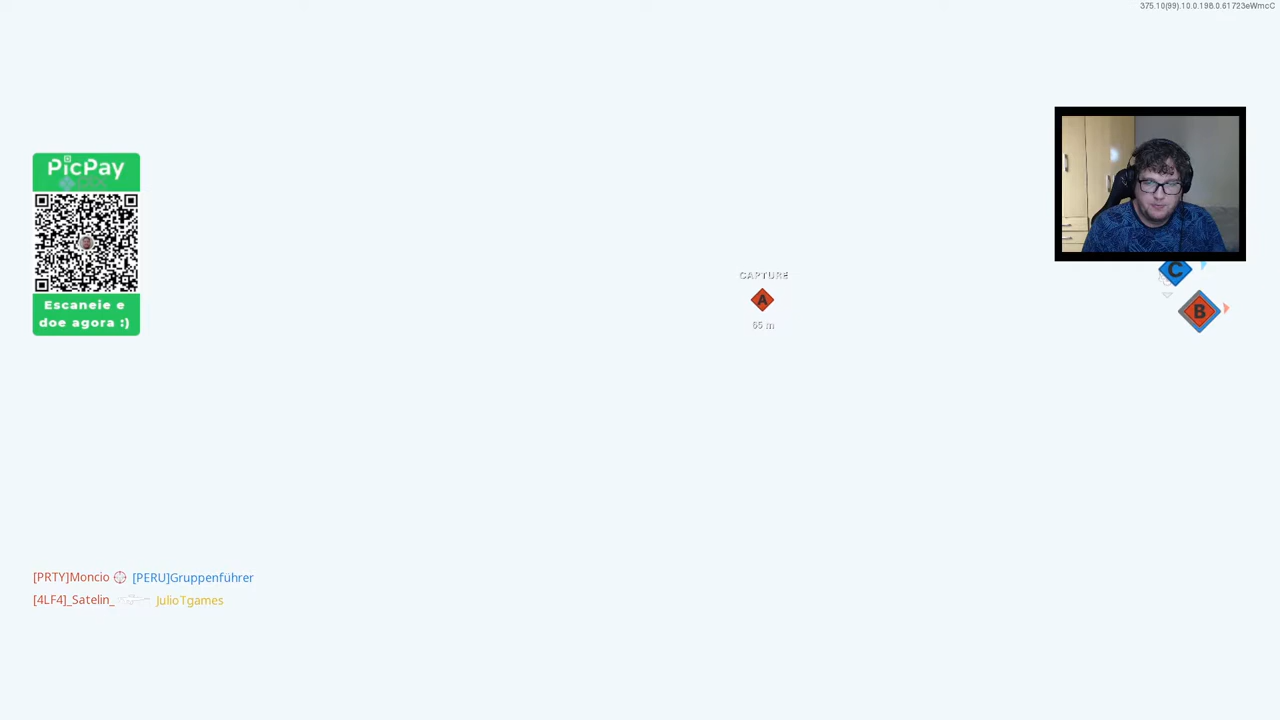 375.10(99).10.0.198.0.61723eWmcC
PicPay
Escaneie e
doe agora :)
CAPTURE
A
65 m
C
B
[PRTY]Moncio [PERU]Gruppenführer
[4LF4]_Satelin_ JulioTgames